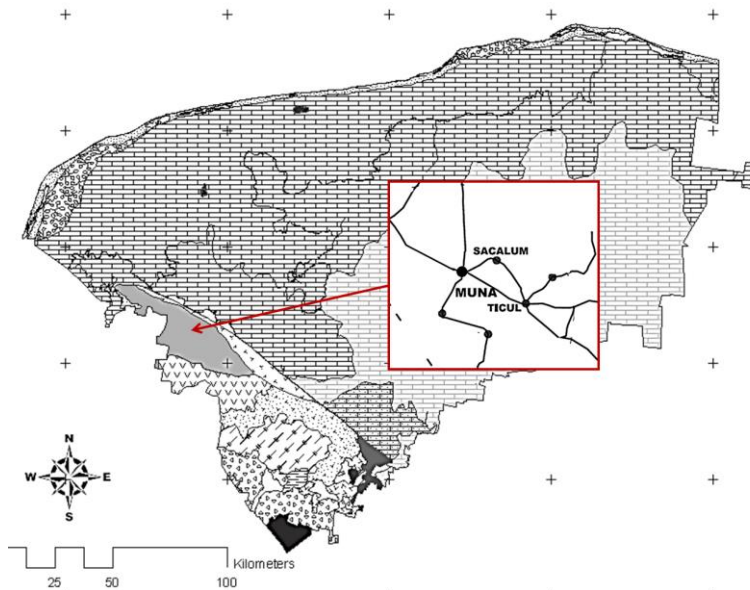 SACALUM
MUNA
TICUL
N
W E
S
Kilometers
25 50 100